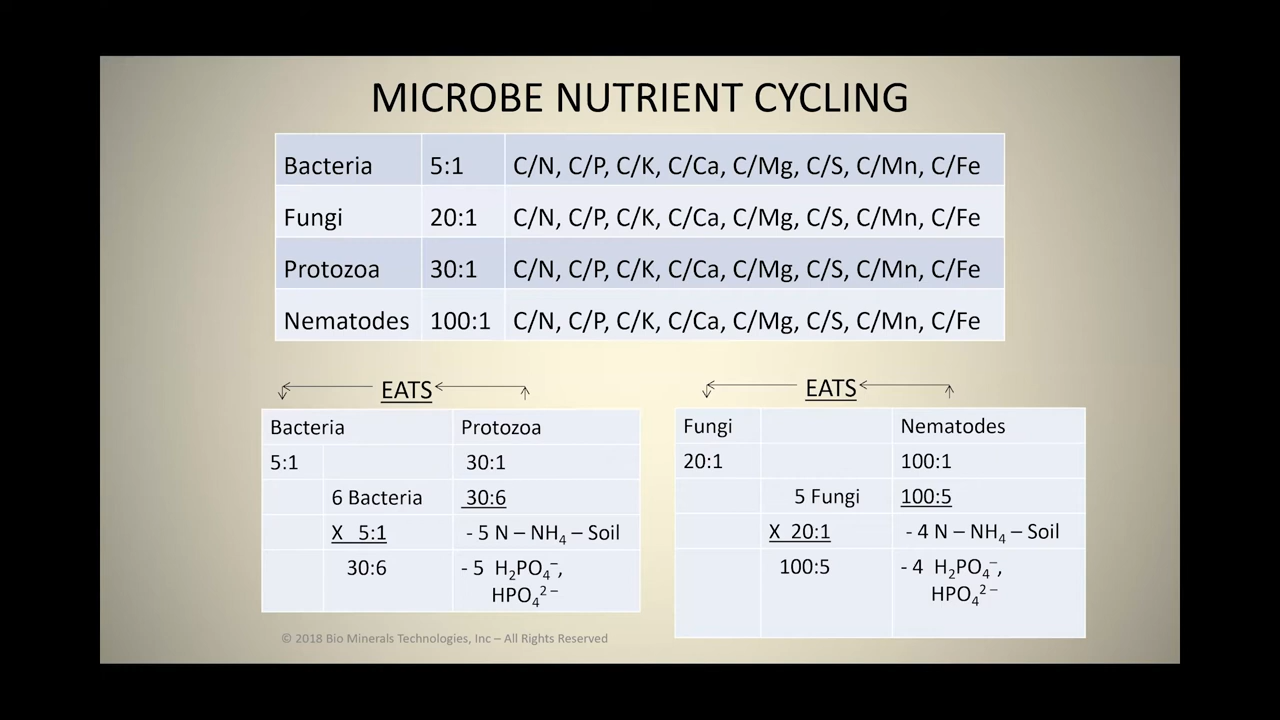 MICROBE NUTRIENT CYCLING
Bacteria 5:1 C/N, C/P, C/K, C/Ca, C/Mg, C/S, C/Mn, C/Fe
Fungi 20:1 C/N, C/P, C/K, C/Ca, C/Mg, C/S, C/Mn, C/Fe
Protozoa 30:1 C/N, C/P, C/K, C/Ca, C/Mg, C/S, C/Mn, C/Fe
Nematodes 100:1 C/N, C/P, C/K, C/Ca, C/Mg, C/S, C/Mn, C/Fe
EATS
Bacteria Protozoa
5:1 30:1
6 Bacteria 30:6
X 5:1 - 5 N – NH₄ – Soil
30:6 - 5 H₂PO₄⁻,
HPO₄²⁻
EATS
Fungi Nematodes
20:1 100:1
5 Fungi 100:5
X 20:1 - 4 N – NH₄ – Soil
100:5 - 4 H₂PO₄⁻,
HPO₄²⁻
© 2018 Bio Minerals Technologies, Inc – All Rights Reserved